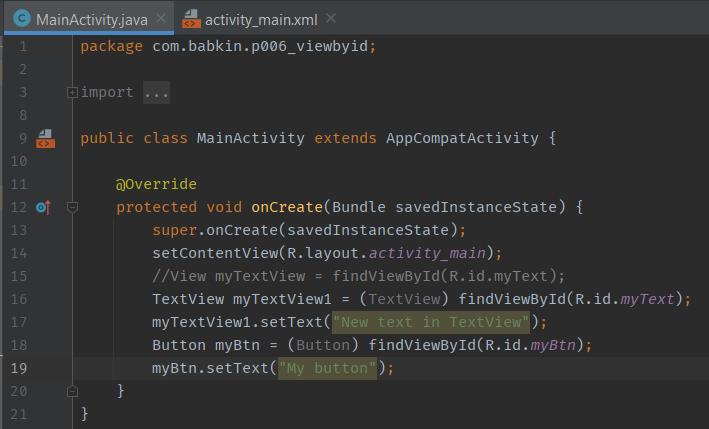 MainActivity.java
activity_main.xml
1 package com.babkin.p006_viewbyid;
2
3 import ...
8
9 public class MainActivity extends AppCompatActivity {
10
11 @Override
12 protected void onCreate(Bundle savedInstanceState) {
13 super.onCreate(savedInstanceState);
14 setContentView(R.layout.activity_main);
15 //View myTextView = findViewById(R.id.myText);
16 TextView myTextView1 = (TextView) findViewById(R.id.myText);
17 myTextView1.setText("New text in TextView");
18 Button myBtn = (Button) findViewById(R.id.myBtn);
19 myBtn.setText("My button");
20 }
21 }